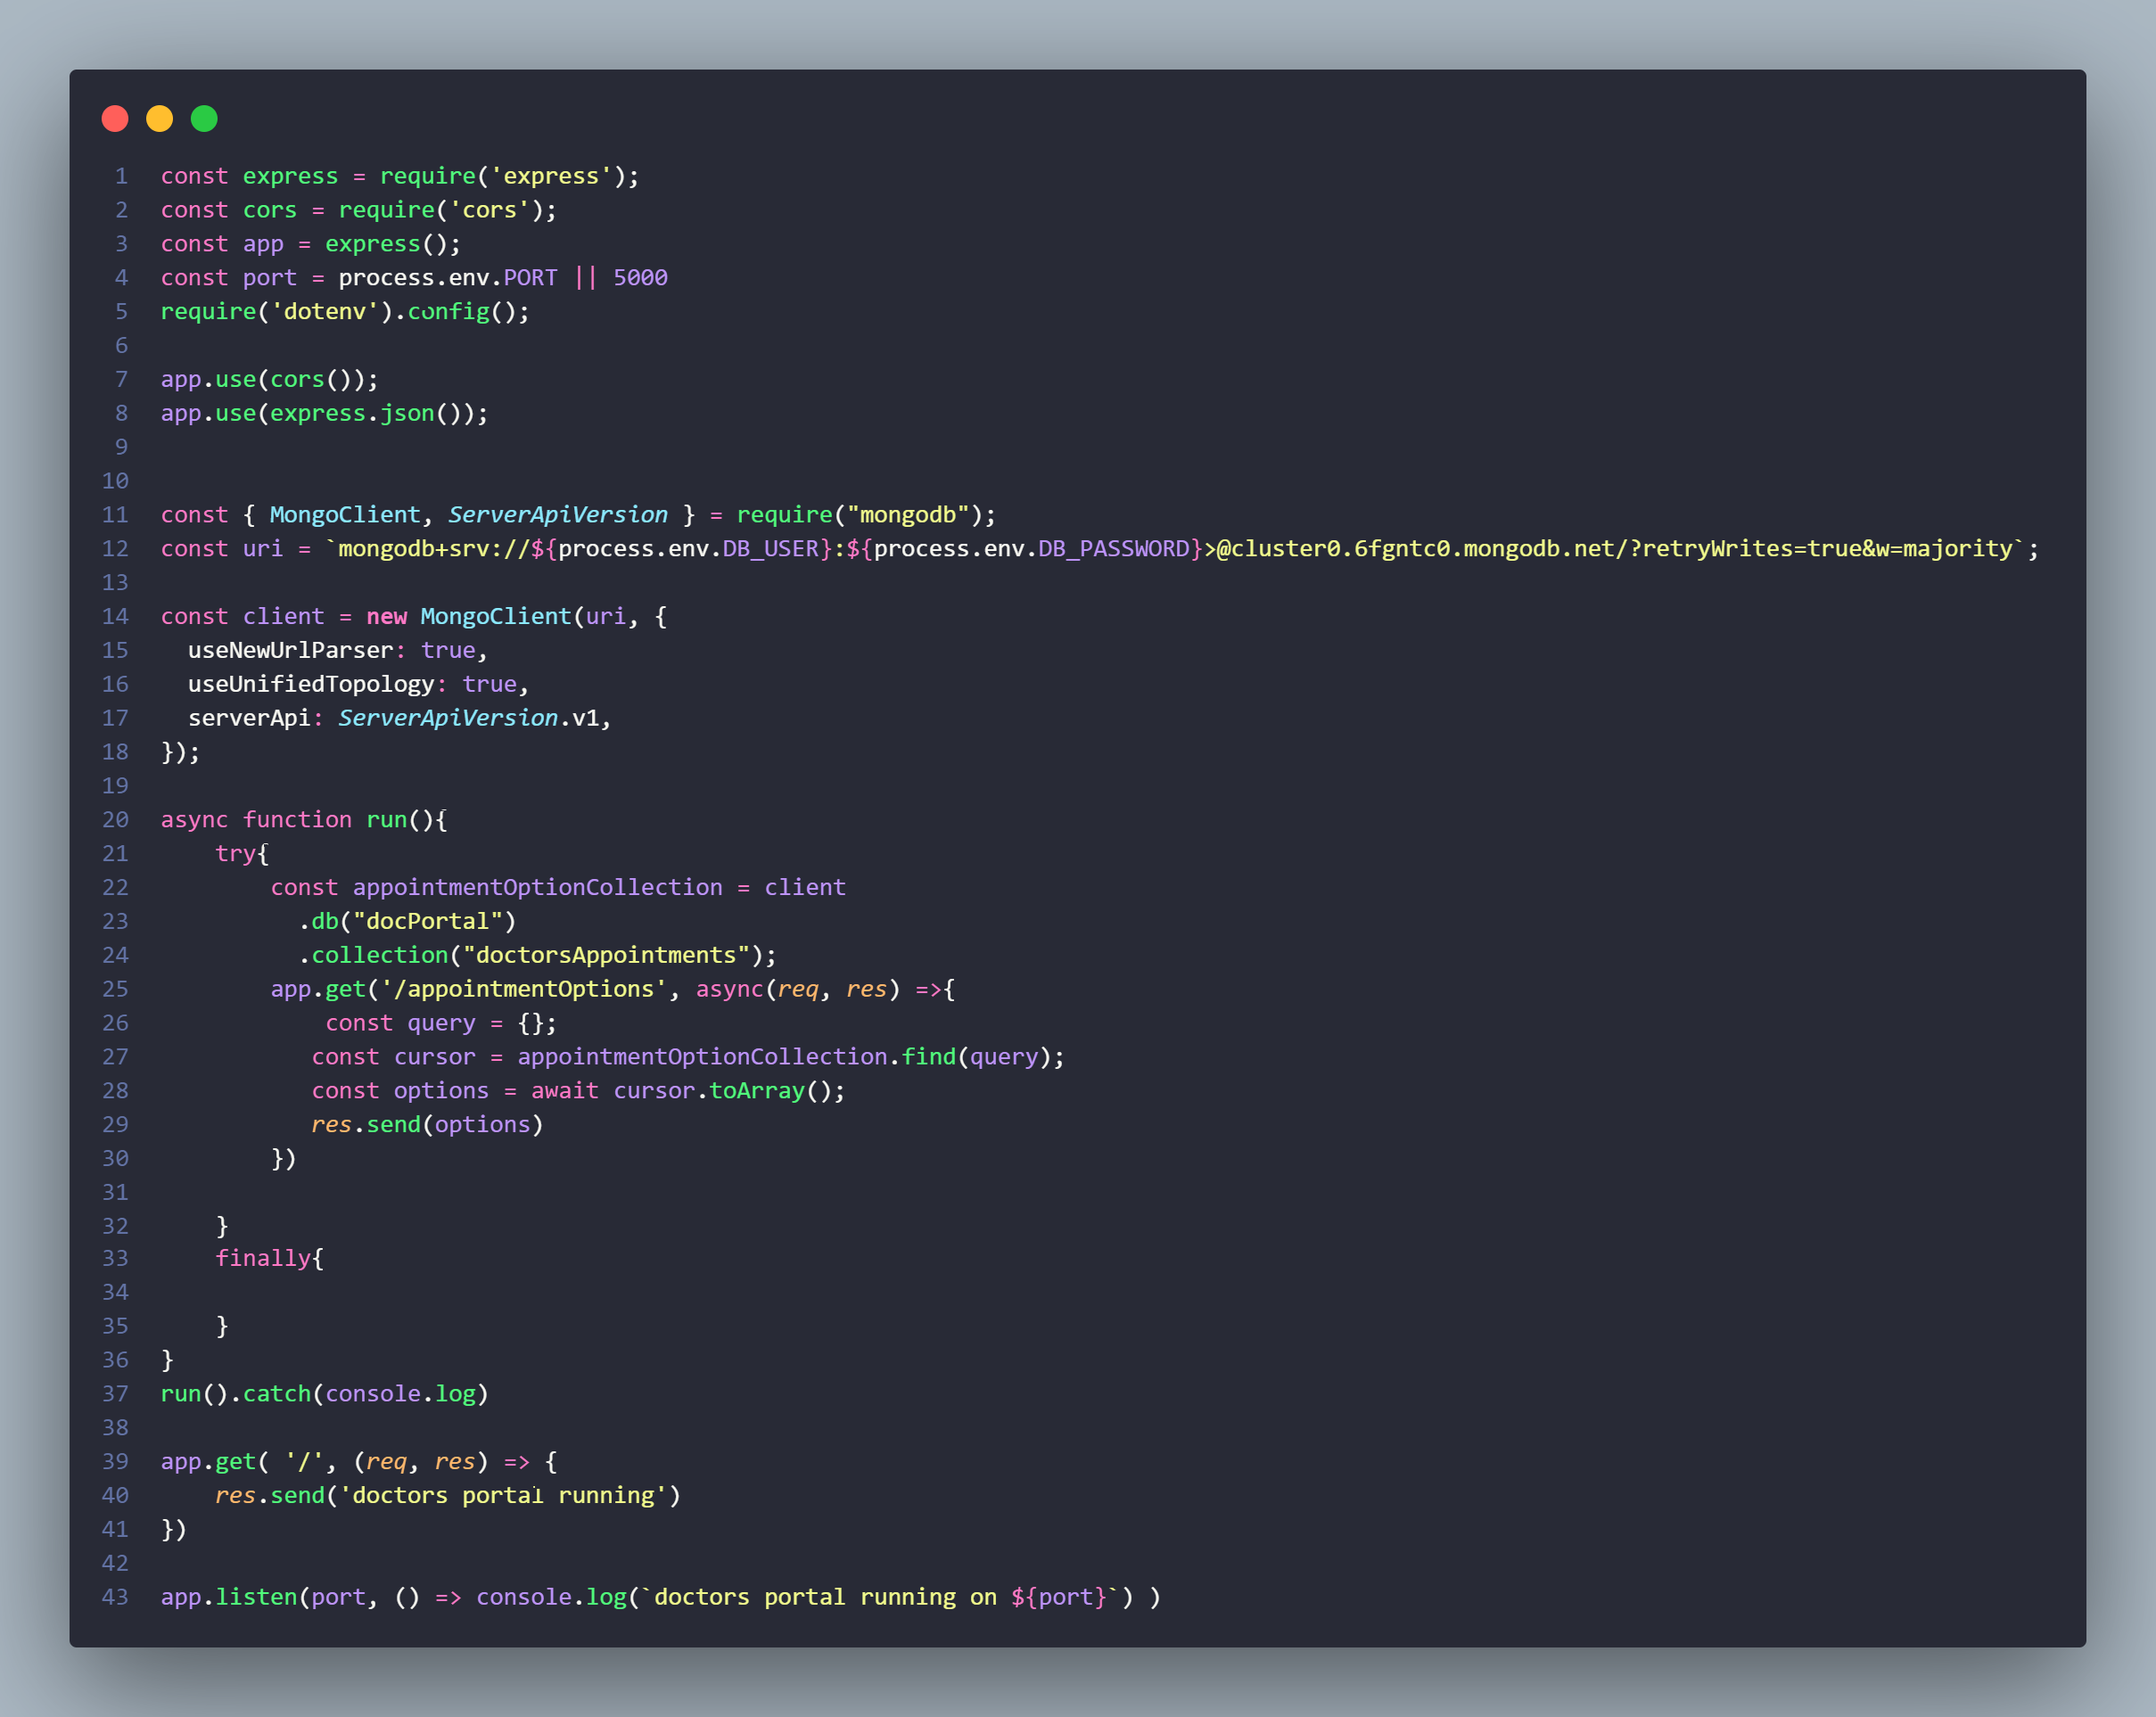 1 const express = require('express');
2 const cors = require('cors');
3 const app = express();
4 const port = process.env.PORT || 5000
5 require('dotenv').config();
6
7 app.use(cors());
8 app.use(express.json());
9
10
11 const { MongoClient, ServerApiVersion } = require("mongodb");
12 const uri = `mongodb+srv://${process.env.DB_USER}:${process.env.DB_PASSWORD}>@cluster0.6fgntc0.mongodb.net/?retryWrites=true&w=majority`;
13
14 const client = new MongoClient(uri, {
15   useNewUrlParser: true,
16   useUnifiedTopology: true,
17   serverApi: ServerApiVersion.v1,
18 });
19
20 async function run(){
21     try{
22         const appointmentOptionCollection = client
23           .db("docPortal")
24           .collection("doctorsAppointments");
25         app.get('/appointmentOptions', async(req, res) =>{
26             const query = {};
27            const cursor = appointmentOptionCollection.find(query);
28            const options = await cursor.toArray();
29            res.send(options)
30         })
31
32     }
33     finally{
34
35     }
36 }
37 run().catch(console.log)
38
39 app.get( '/', (req, res) => {
40     res.send('doctors portal running')
41 })
42
43 app.listen(port, () => console.log(`doctors portal running on ${port}`) )